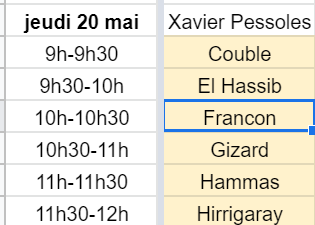 jeudi 20 mai Xavier Pessoles
9h-9h30 Couble
9h30-10h El Hassib
10h-10h30 Francon
10h30-11h Gizard
11h-11h30 Hammas
11h30-12h Hirrigaray